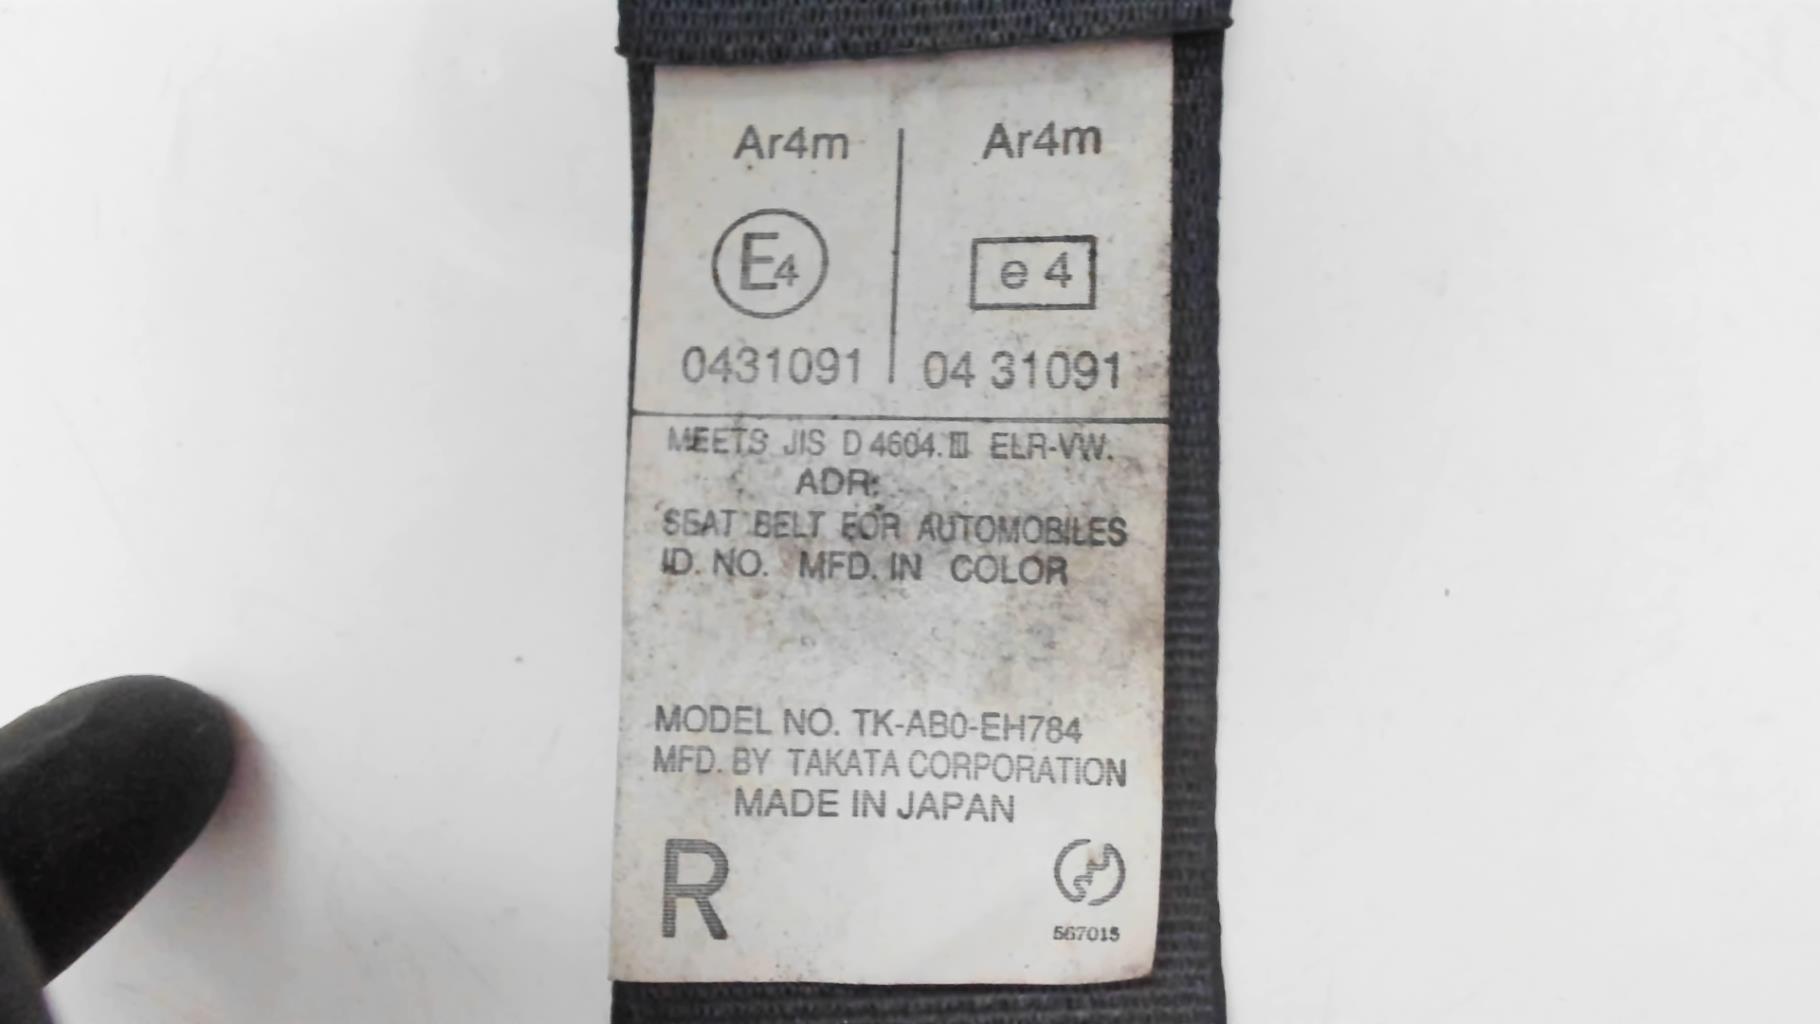 Ar4m Ar4m
E4 e 4
0431091 04 31091
MEETS JIS D 4604.Ⅲ ELR-VW.
ADR:
SEAT BELT FOR AUTOMOBILES
ID. NO. MFD. IN COLOR
MODEL NO. TK-AB0-EH784
MFD. BY TAKATA CORPORATION
MADE IN JAPAN
R
567015